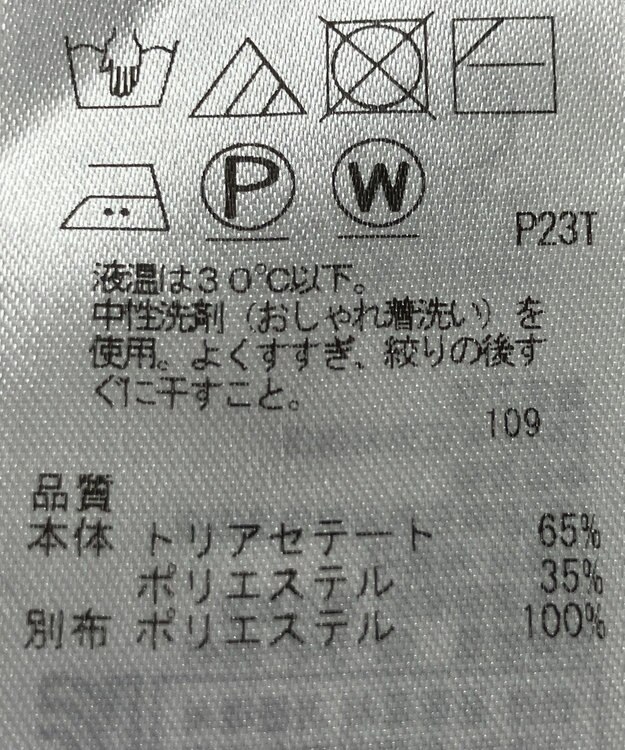 P W P23T
液温は30℃以下。
中性洗剤(おしゃれ着洗い)を
使用。よくすすぎ、絞りの後す
ぐに干すこと。
109
品質
本体 トリアセテート 65%
ポリエステル 35%
別布 ポリエステル 100%